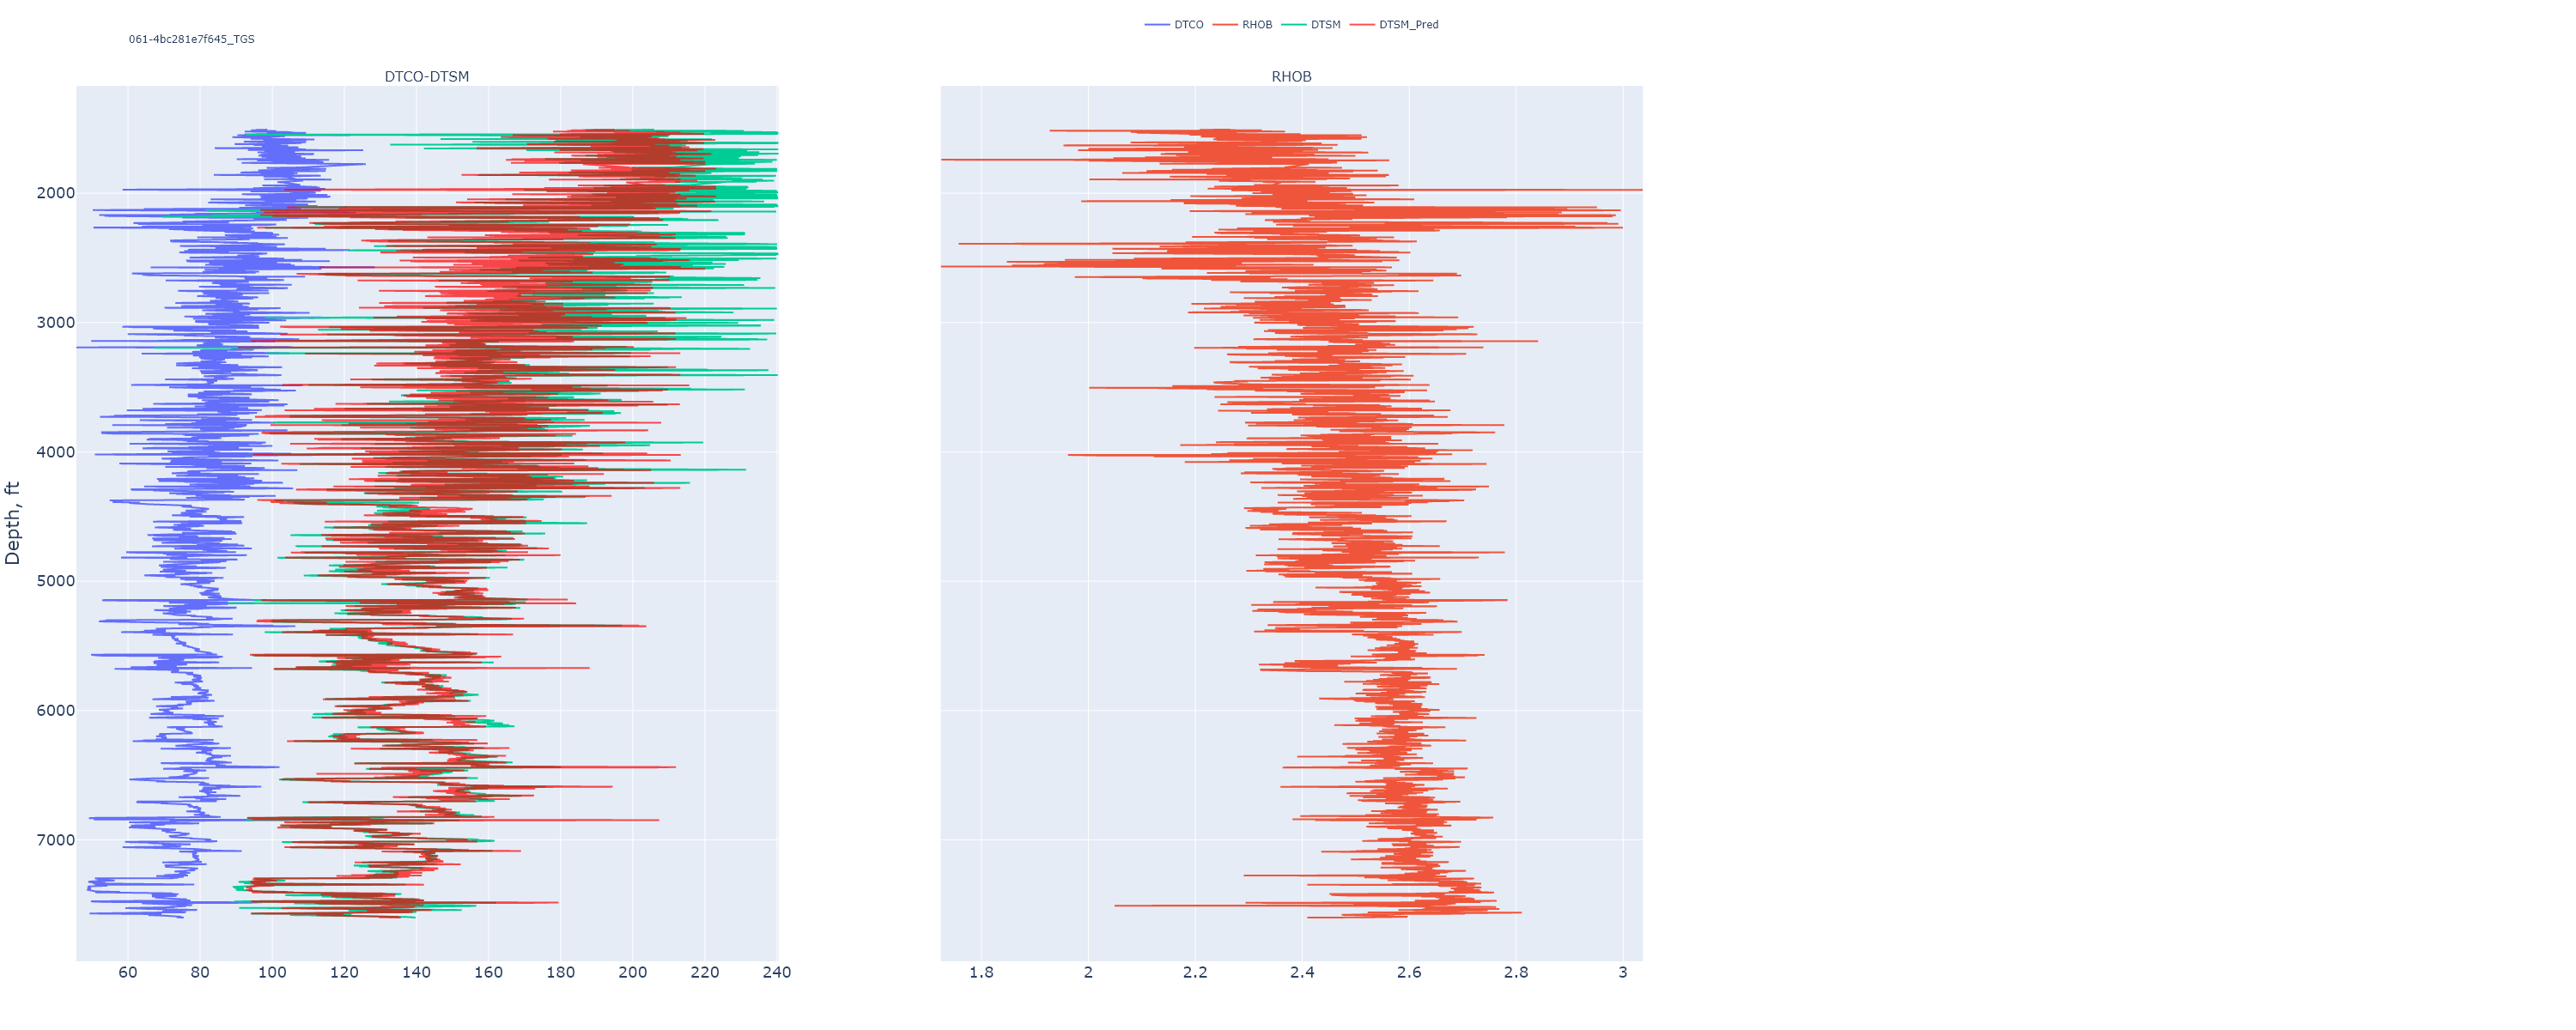 DTCO RHOB DTSM DTSM_Pred
061-4bc281e7f645_TGS
DTCO-DTSM RHOB
2000
3000
4000
5000
6000
7000
Depth, ft
60 80 100 120 140 160 180 200 220 240
1.8 2 2.2 2.4 2.6 2.8 3